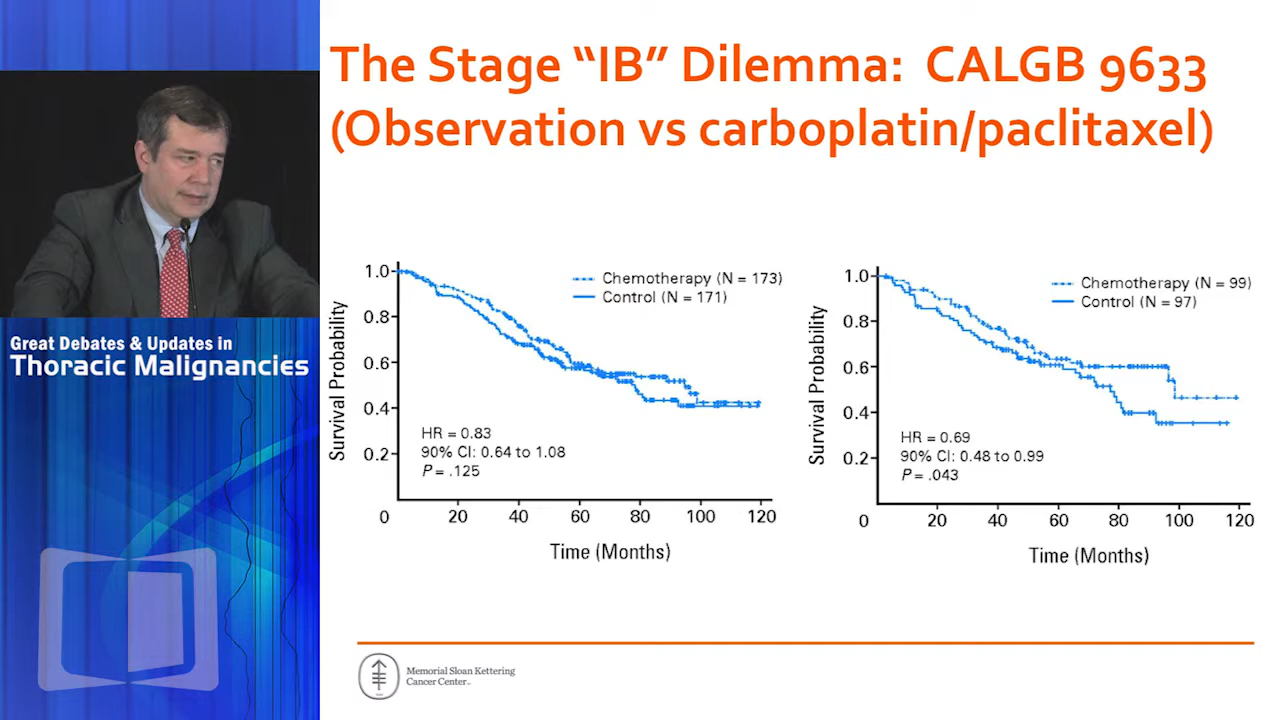 The Stage “IB” Dilemma: CALGB 9633
(Observation vs carboplatin/paclitaxel)
Great Debates & Updates in
Thoracic Malignancies
Survival Probability
1.0
0.8
0.6
0.4
0.2
0
20
40
60
80
100
120
Time (Months)
Chemotherapy (N = 173)
Control (N = 171)
HR = 0.83
90% CI: 0.64 to 1.08
P = .125
Survival Probability
1.0
0.8
0.6
0.4
0.2
0
20
40
60
80
100
120
Time (Months)
Chemotherapy (N = 99)
Control (N = 97)
HR = 0.69
90% CI: 0.48 to 0.99
P = .043
Memorial Sloan Kettering
Cancer Center